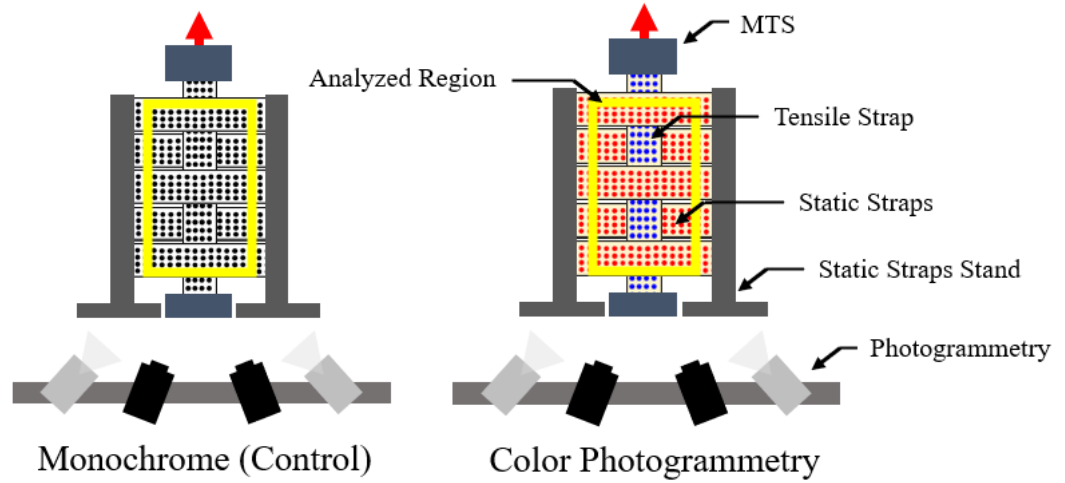 MTS
Analyzed Region
Tensile Strap
Static Straps
Static Straps Stand
Photogrammetry
Monochrome (Control)
Color Photogrammetry